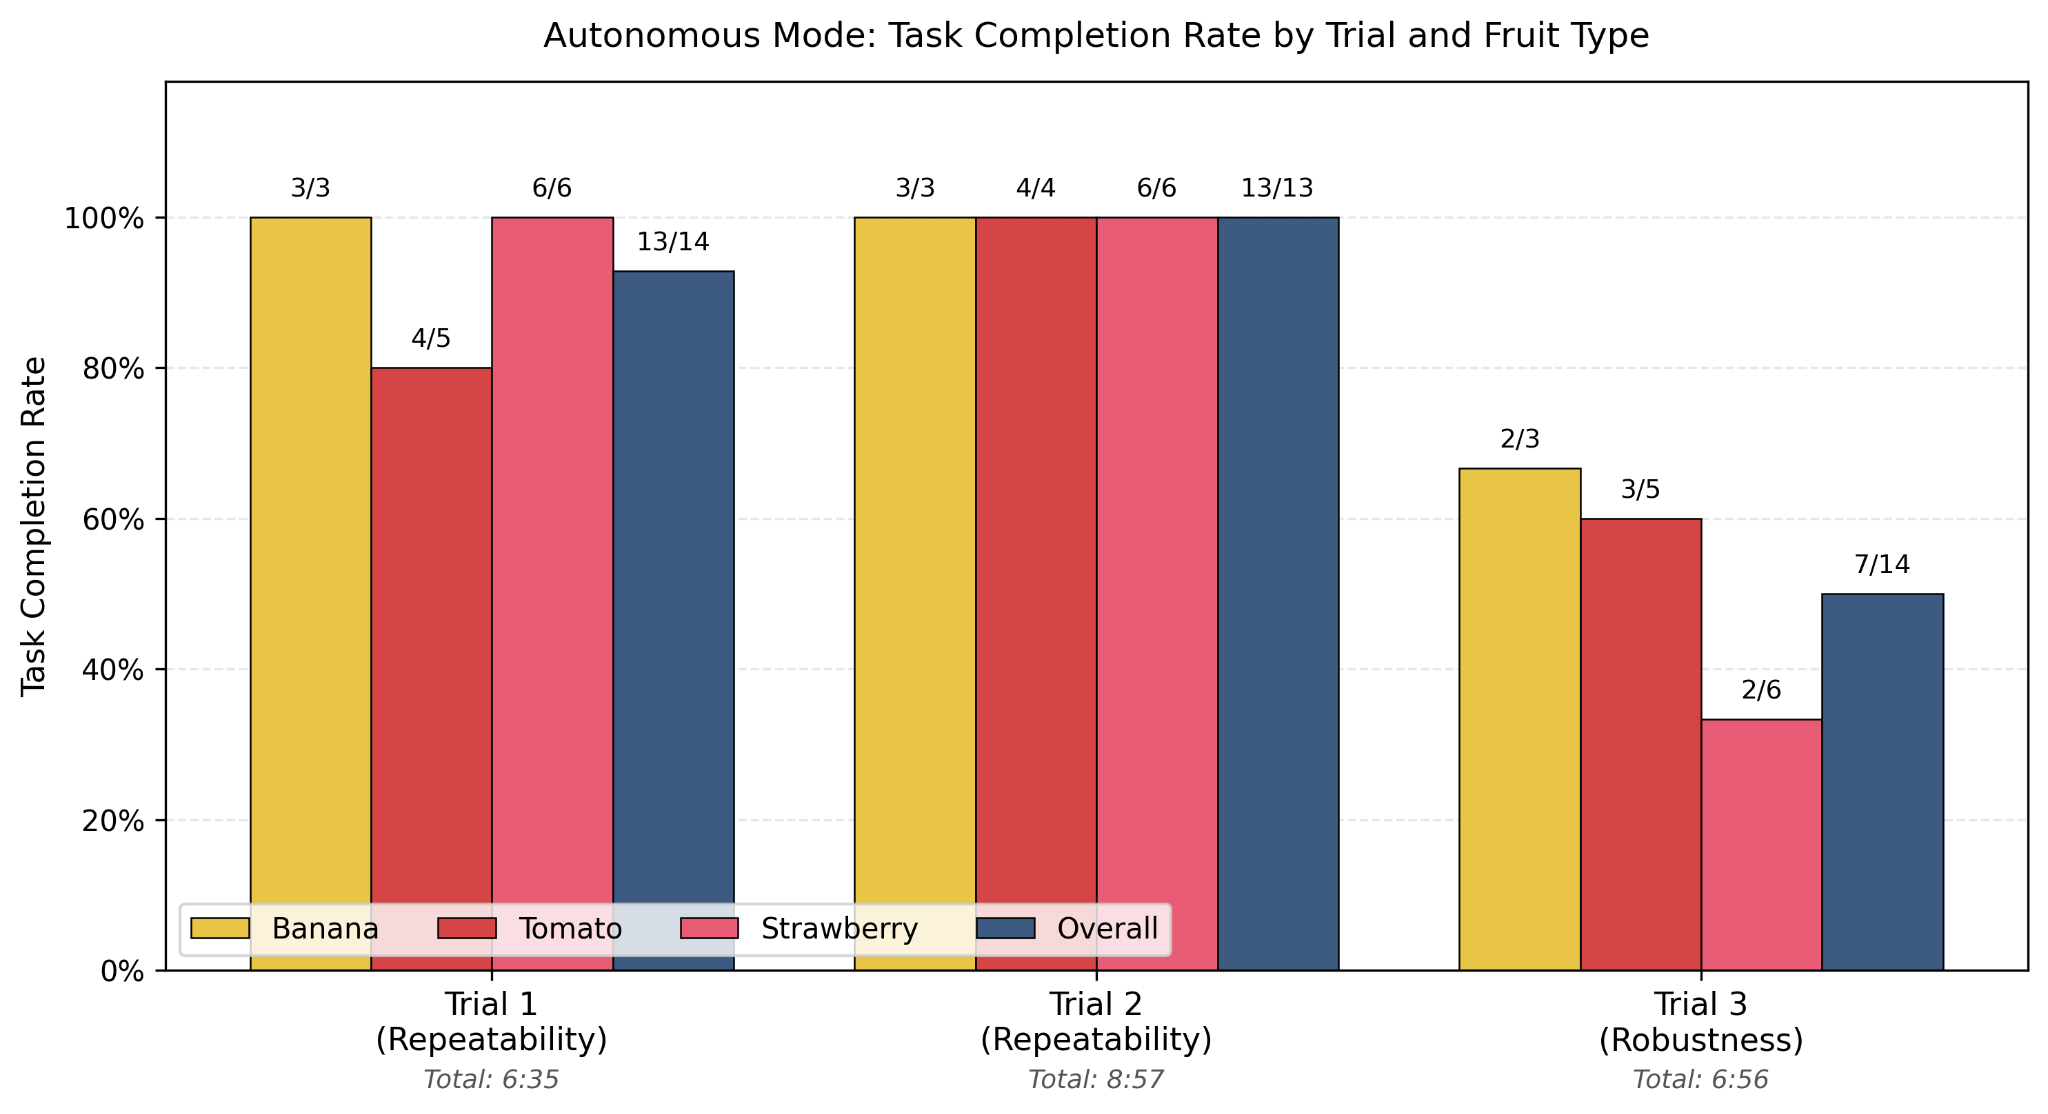 Autonomous Mode: Task Completion Rate by Trial and Fruit Type
Task Completion Rate
100%
80%
60%
40%
20%
0%
3/3
4/5
6/6
13/14
3/3
4/4
6/6
13/13
2/3
3/5
2/6
7/14
Banana
Tomato
Strawberry
Overall
Trial 1
(Repeatability)
Total: 6:35
Trial 2
(Repeatability)
Total: 8:57
Trial 3
(Robustness)
Total: 6:56